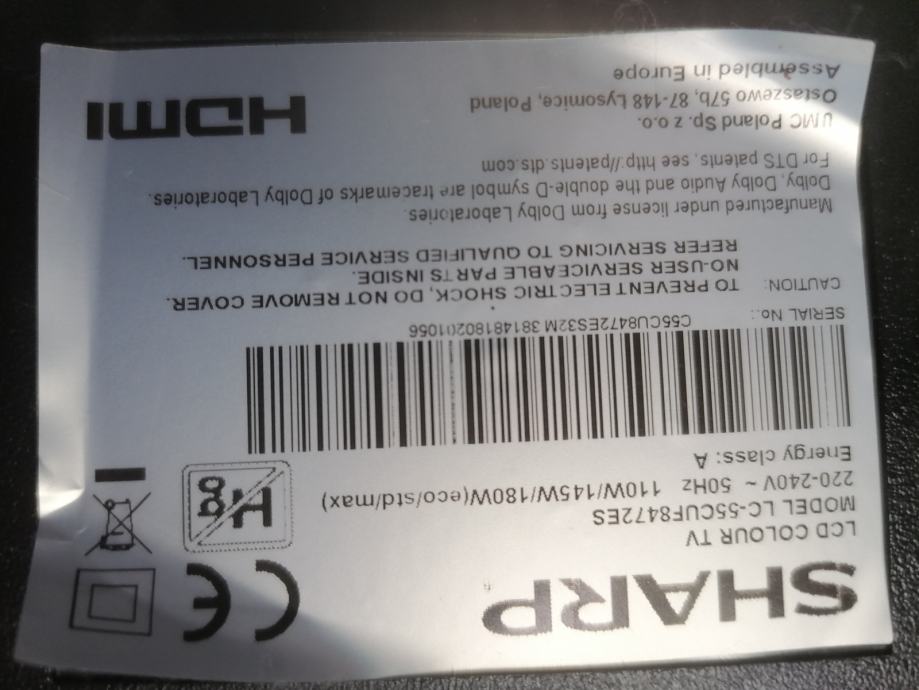 SHARP
LCD COLOUR TV
MODEL LC-55CUF8472ES
220-240V ~ 50Hz 110W/145W/180W(eco/std/max)
Energy class: A
Hg
CE
SERIAL No.: C55CU8472ES32M 38148180201056
CAUTION: TO PREVENT ELECTRIC SHOCK, DO NOT REMOVE COVER.
NO-USER SERVICEABLE PARTS INSIDE.
REFER SERVICING TO QUALIFIED SERVICE PERSONNEL.
Manufactured under license from Dolby Laboratories.
Dolby, Dolby Audio and the double-D symbol are tracemarks of Dolby Laboratories.
For DTS patents, see http://patents.dts.com
UMC Poland Sp. z o.o.
Ostaszewo 57b, 87-148 Lysomice, Poland
Assembled in Europe
HDMI